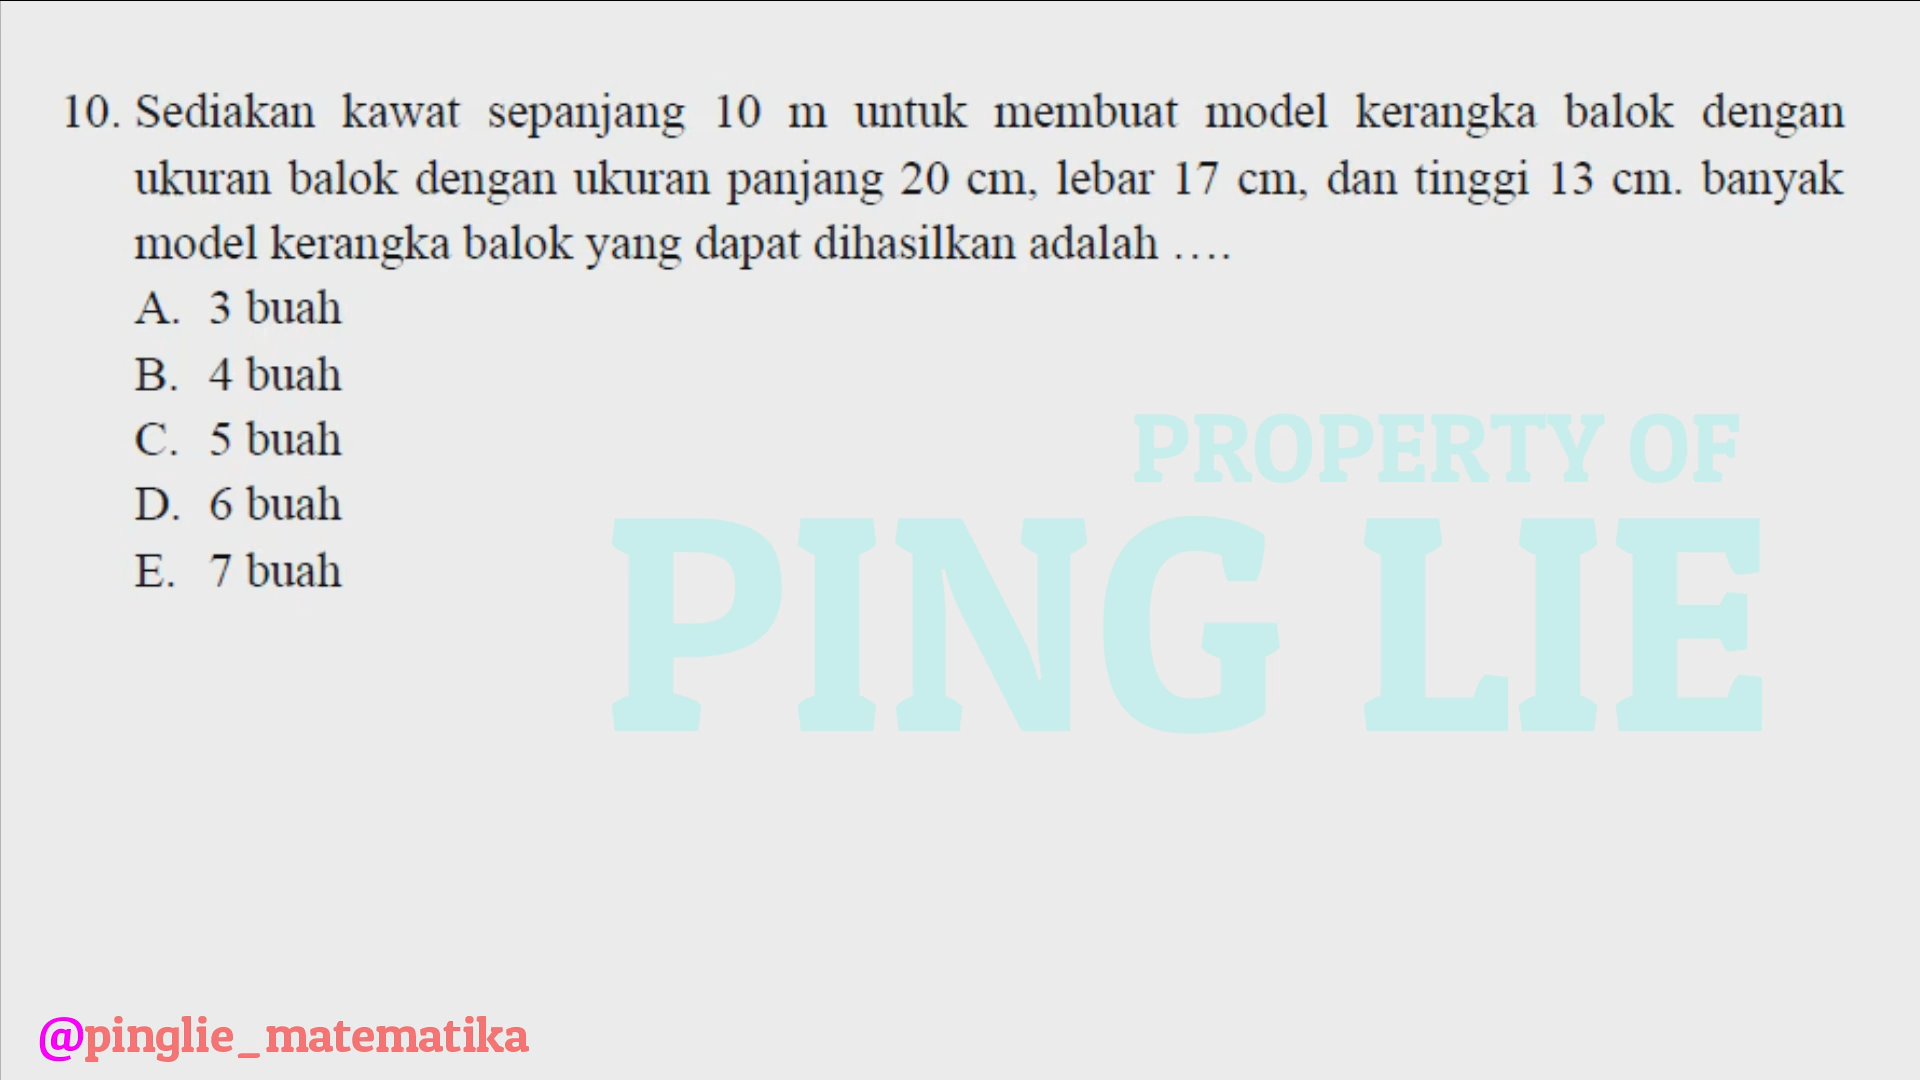 10. Sediakan kawat sepanjang 10 m untuk membuat model kerangka balok dengan
ukuran balok dengan ukuran panjang 20 cm, lebar 17 cm, dan tinggi 13 cm. banyak
model kerangka balok yang dapat dihasilkan adalah ….
A. 3 buah
B. 4 buah
C. 5 buah
D. 6 buah
E. 7 buah
PROPERTY OF
PING LIE
@pinglie_matematika